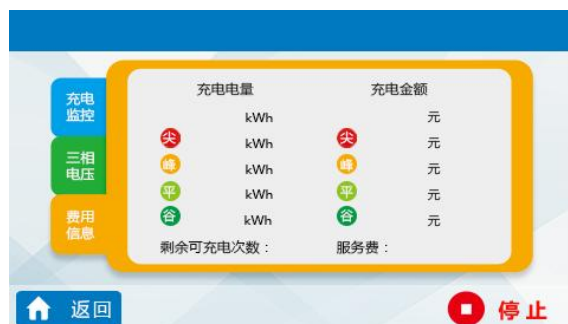 充电监控
三相电压
费用信息
充电电量 充电金额
kWh 元
尖 kWh 尖 元
峰 kWh 峰 元
平 kWh 平 元
谷 kWh 谷 元
剩余可充电次数： 服务费：
返回 停止